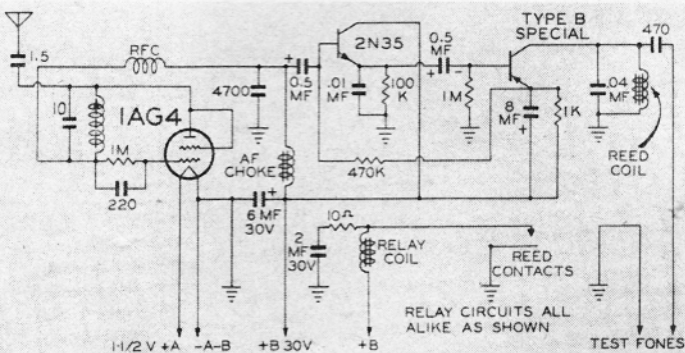 TYPE B
SPECIAL
2N35
470
1.5
RFC
0.5
MF
0.5
MF
10
1AG4
4700
.01
MF
100
K
1M
8
MF
1K
.04
MF
1M
AF
CHOKE
470K
REED
COIL
220
6 MF
30V
10Ω
2
MF
30V
RELAY
COIL
REED
CONTACTS
RELAY CIRCUITS ALL
ALIKE AS SHOWN
1-1/2 V +A
-A-B
+B 30V
+B
TEST FONES